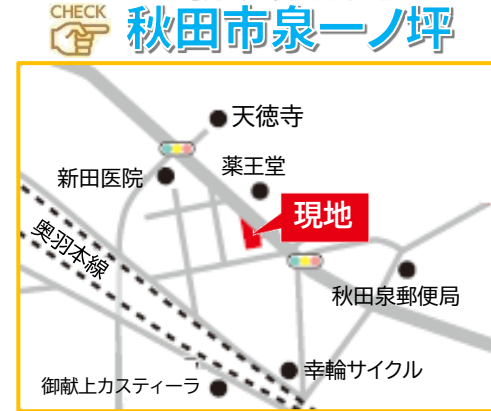 CHECK
秋田市泉一ノ坪
天徳寺
薬王堂
新田医院
現地
奥羽本線
秋田泉郵便局
幸輪サイクル
御献上カスティーラ